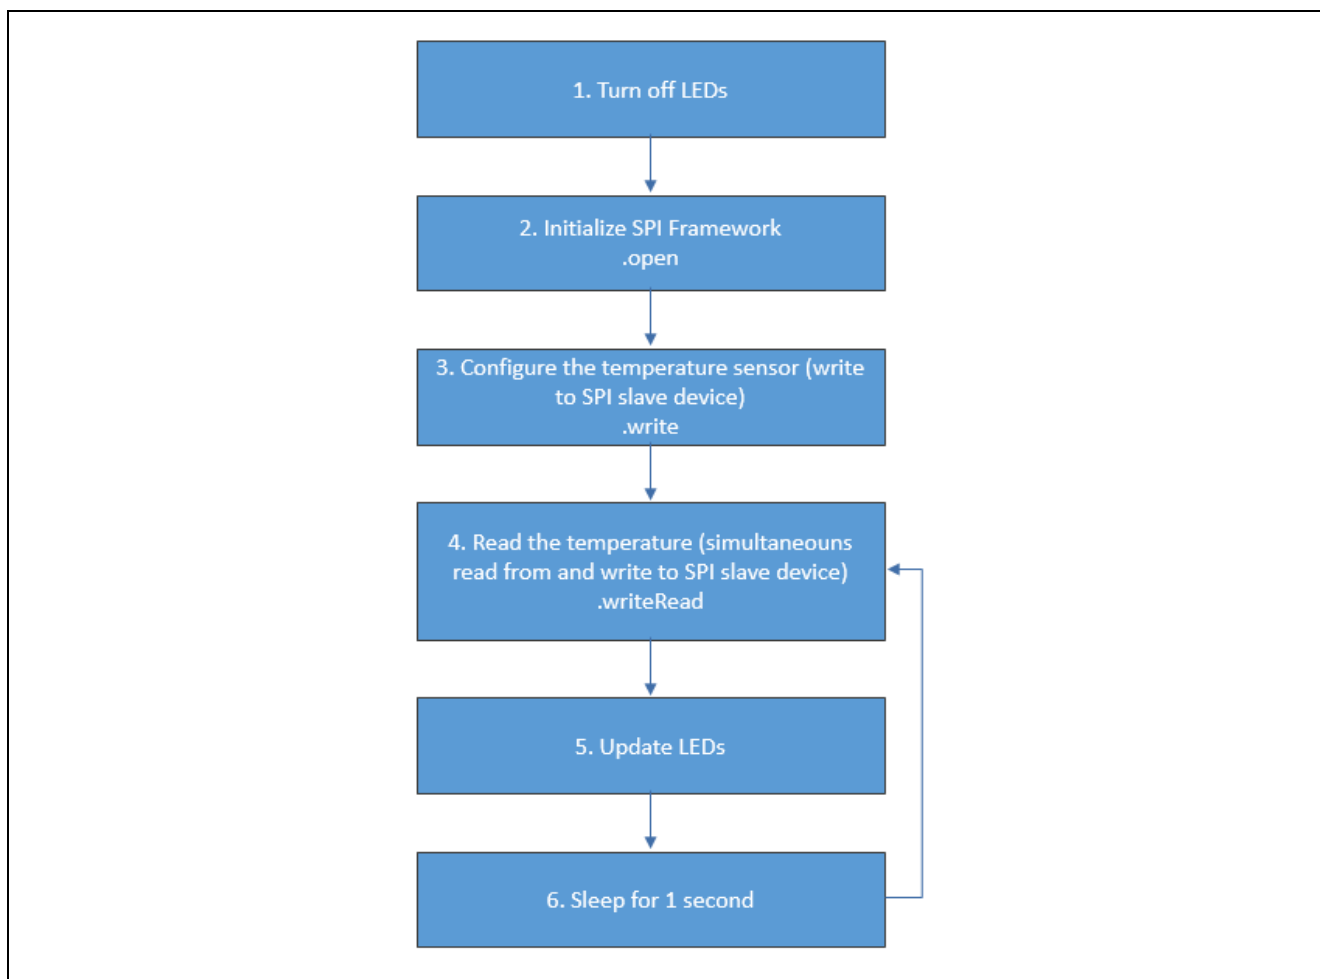 1. Turn off LEDs
2. Initialize SPI Framework
.open
3. Configure the temperature sensor (write
to SPI slave device)
.write
4. Read the temperature (simultaneouns
read from and write to SPI slave device)
.writeRead
5. Update LEDs
6. Sleep for 1 second